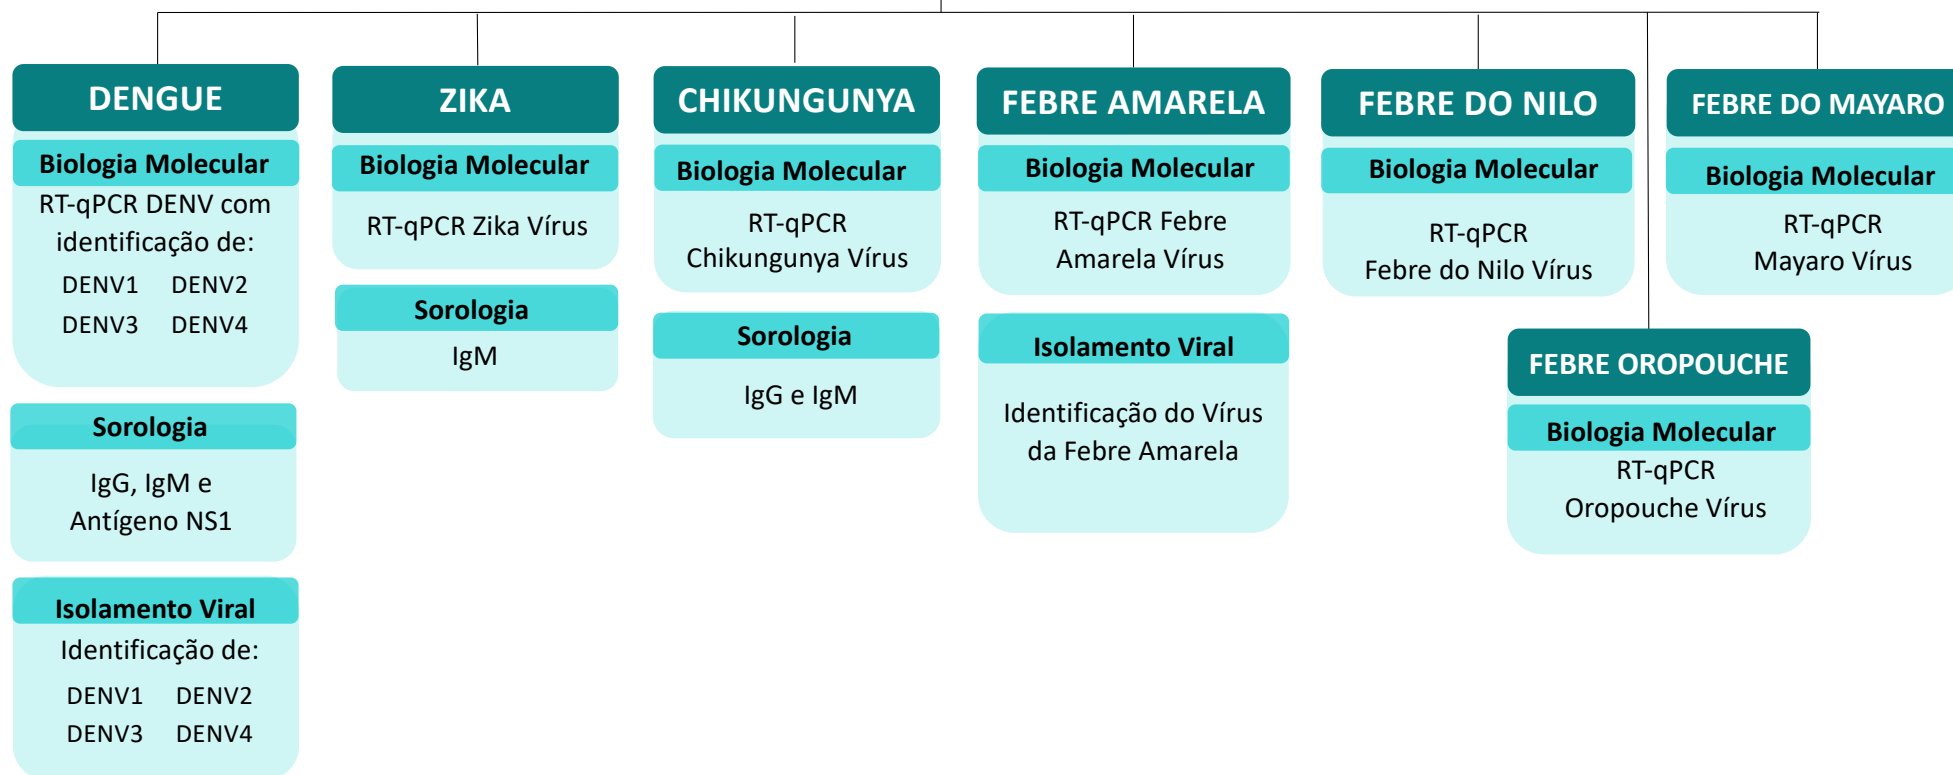 DENGUE
Biologia Molecular
RT-qPCR DENV com
identificação de:
DENV1 DENV2
DENV3 DENV4
Sorologia
IgG, IgM e
Antígeno NS1
Isolamento Viral
Identificação de:
DENV1 DENV2
DENV3 DENV4
ZIKA
Biologia Molecular
RT-qPCR Zika Vírus
Sorologia
IgM
CHIKUNGUNYA
Biologia Molecular
RT-qPCR
Chikungunya Vírus
Sorologia
IgG e IgM
FEBRE AMARELA
Biologia Molecular
RT-qPCR Febre
Amarela Vírus
Isolamento Viral
Identificação do Vírus
da Febre Amarela
FEBRE DO NILO
Biologia Molecular
RT-qPCR
Febre do Nilo Vírus
FEBRE OROPOUCHE
Biologia Molecular
RT-qPCR
Oropouche Vírus
FEBRE DO MAYARO
Biologia Molecular
RT-qPCR
Mayaro Vírus